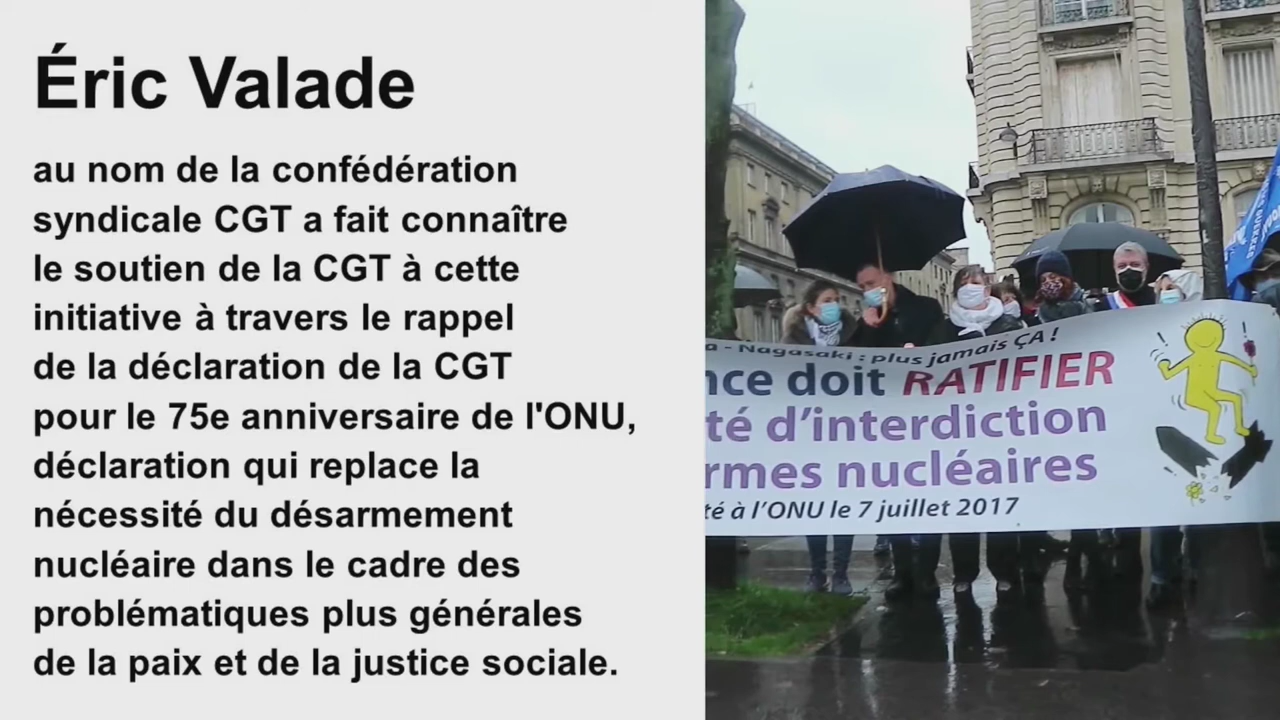 Éric Valade
au nom de la confédération
syndicale CGT a fait connaître
le soutien de la CGT à cette
initiative à travers le rappel
de la déclaration de la CGT
pour le 75e anniversaire de l'ONU,
déclaration qui replace la
nécessité du désarmement
nucléaire dans le cadre des
problématiques plus générales
de la paix et de la justice sociale.
a - Nagasaki : plus jamais ÇA !
nce doit RATIFIER
té d'interdiction
rmes nucléaires
té à l'ONU le 7 juillet 2017